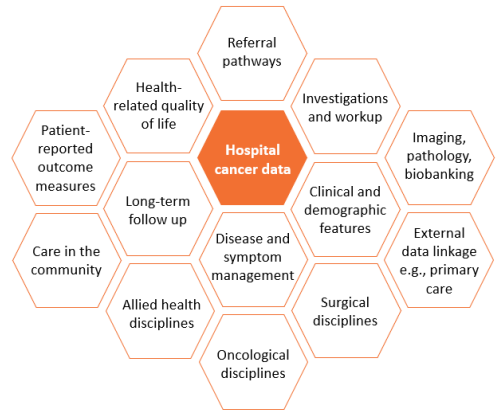 Referral
pathways
Health-
related quality
of life
Investigations
and workup
Patient-
reported
outcome
measures
Hospital
cancer data
Imaging,
pathology,
biobanking
Long-term
follow up
Clinical and
demographic
features
Care in the
community
Disease and
symptom
management
External
data linkage
e.g., primary
care
Allied health
disciplines
Surgical
disciplines
Oncological
disciplines